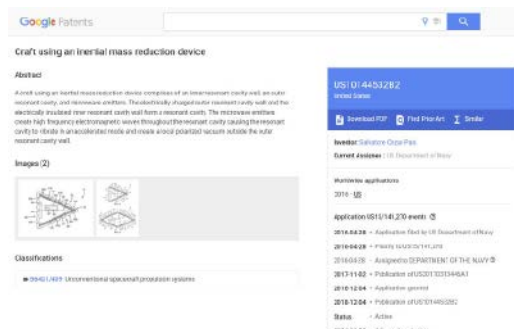 Google Patents
Craft using an inertial mass reduction device
Abstract
A craft using an inertial mass reduction device comprises of an inner resonant cavity wall, an outer
resonant cavity, and microwave emitters. The electrically charged outer resonant cavity wall and the
electrically insulated inner resonant cavity wall form a resonant cavity. The microwave emitters
create high frequency electromagnetic waves throughout the resonant cavity causing the resonant
cavity to vibrate in an accelerated mode and create a local polarized vacuum outside the outer
resonant cavity wall.
Images (2)
Classifications
B64G1/409 Unconventional spacecraft propulsion systems
US10144532B2
United States
Download PDF Find Prior Art Similar
Inventor: Salvatore Cezar Pais
Current Assignee : US Department of Navy
Worldwide applications
2016 - US
Application US15/141,270 events
2016-04-28 • Application filed by US Department of Navy
2016-04-28 • Priority to US15/141,270
2016-04-28 • Assigned to DEPARTMENT OF THE NAVY
2017-11-02 • Publication of US20170313446A1
2018-12-04 • Application granted
2018-12-04 • Publication of US10144532B2
Status • Active